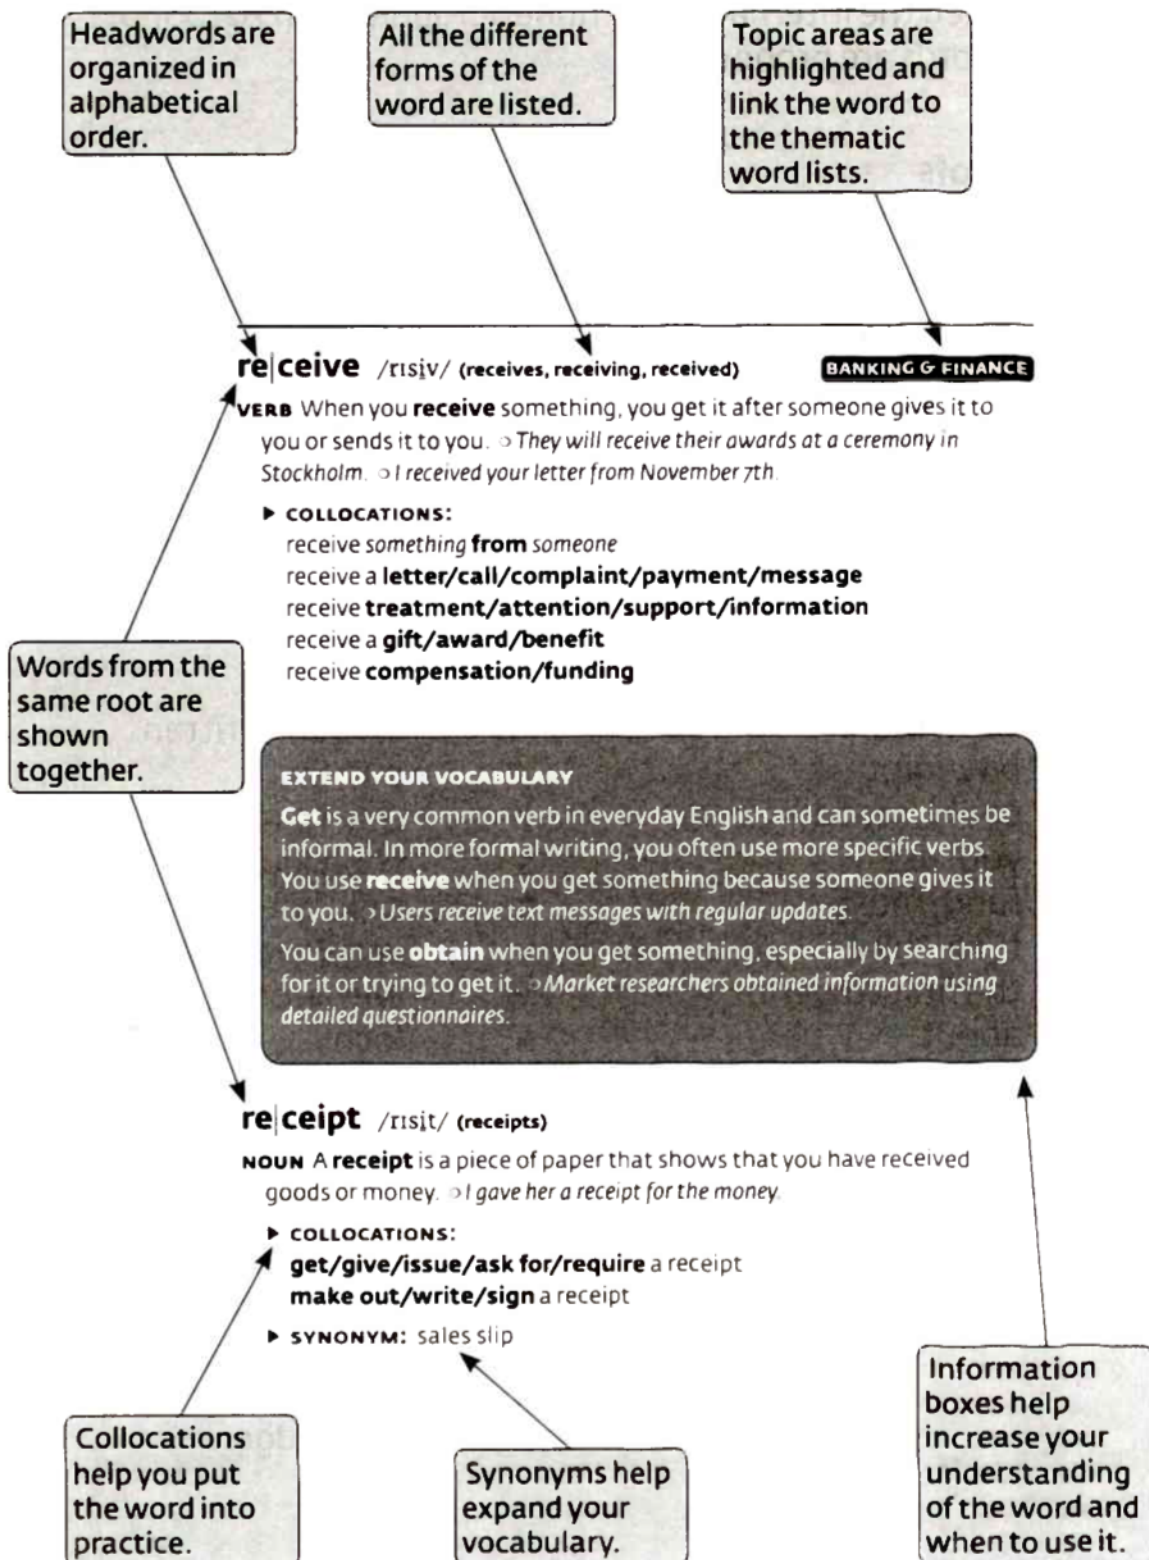 Headwords are
organized in
alphabetical
order.
All the different
forms of the
word are listed.
Topic areas are
highlighted and
link the word to
the thematic
word lists.
re|ceive /rɪsiv/ (receives, receiving, received) BANKING & FINANCE
VERB When you receive something, you get it after someone gives it to
you or sends it to you. ○ They will receive their awards at a ceremony in
Stockholm. ○ I received your letter from November 7th.
▶ COLLOCATIONS:
receive something from someone
receive a letter/call/complaint/payment/message
receive treatment/attention/support/information
receive a gift/award/benefit
receive compensation/funding
Words from the
same root are
shown
together.
EXTEND YOUR VOCABULARY
Get is a very common verb in everyday English and can sometimes be
informal. In more formal writing, you often use more specific verbs.
You use receive when you get something because someone gives it
to you. ○ Users receive text messages with regular updates.
You can use obtain when you get something, especially by searching
for it or trying to get it. ○ Market researchers obtained information using
detailed questionnaires.
re|ceipt /rɪsit/ (receipts)
NOUN A receipt is a piece of paper that shows that you have received
goods or money. ○ I gave her a receipt for the money.
▶ COLLOCATIONS:
get/give/issue/ask for/require a receipt
make out/write/sign a receipt
▶ SYNONYM: sales slip
Collocations
help you put
the word into
practice.
Synonyms help
expand your
vocabulary.
Information
boxes help
increase your
understanding
of the word and
when to use it.